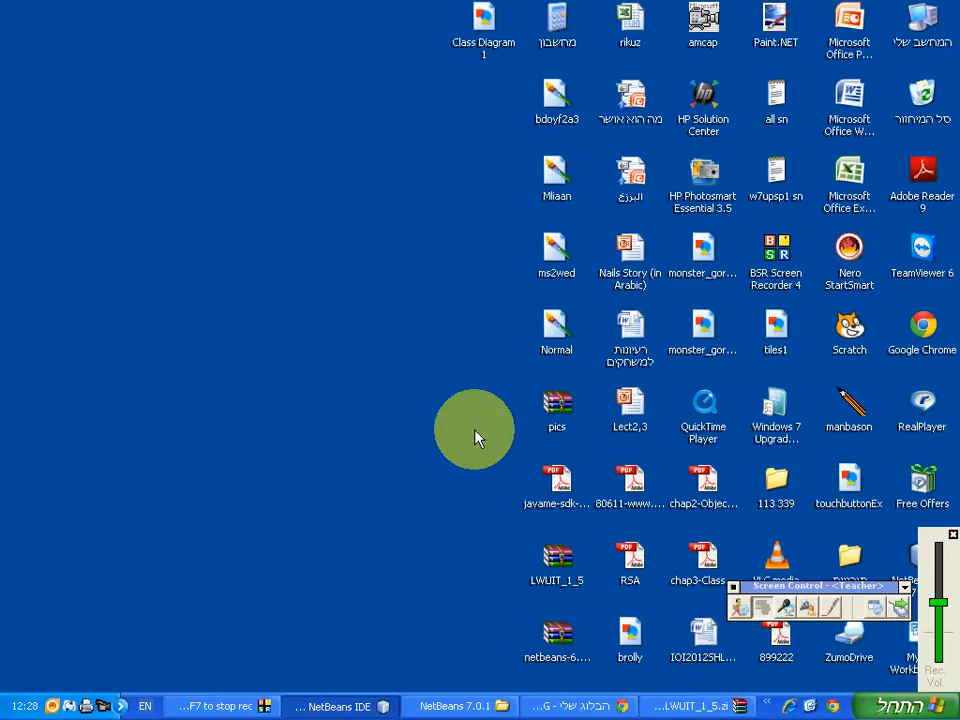 Class Diagram
1
מחשבון
rikuz
amcap
Paint.NET
Microsoft
Office P...
המחשב שלי
bdoyf2a3
מה הוא אושר
HP Solution
Center
all sn
Microsoft
Office W...
סל המיחזור
Mliaan
البرزخ
HP Photosmart
Essential 3.5
w7upsp1 sn
Microsoft
Office Ex...
Adobe Reader
9
ms2wed
Nails Story (in
Arabic)
monster_gor...
BSR Screen
Recorder 4
Nero
StartSmart
TeamViewer 6
Normal
רעיונות
למשחקים
monster_gor...
tiles1
Scratch
Google Chrome
pics
Lect2,3
QuickTime
Player
Windows 7
Upgrad...
manbason
RealPlayer
javame-sdk-...
80611-www....
chap2-Objec...
113 339
touchbuttonEx
Free Offers
LWUIT_1_5
RSA
chap3-Class
VLC media
Screen Control - <Teacher>
netbeans-6....
brolly
IOI2012SHL...
899222
ZumoDrive
My
Workb
Rec.
Vol.
12:28
EN
...F7 to stop rec
... NetBeans IDE
NetBeans 7.0.1
...הבלוג שלי - G
...LWUIT_1_5.zi
התחל